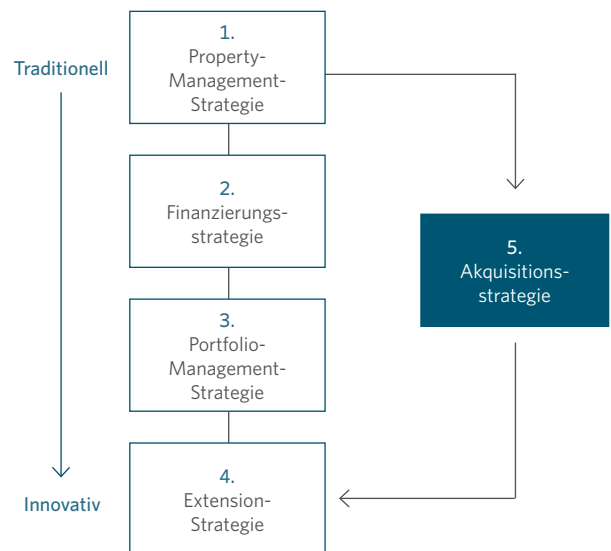 Traditionell
1.
Property-
Management-
Strategie
2.
Finanzierungs-
strategie
3.
Portfolio-
Management-
Strategie
4.
Extension-
Strategie
Innovativ
5.
Akquisitions-
strategie